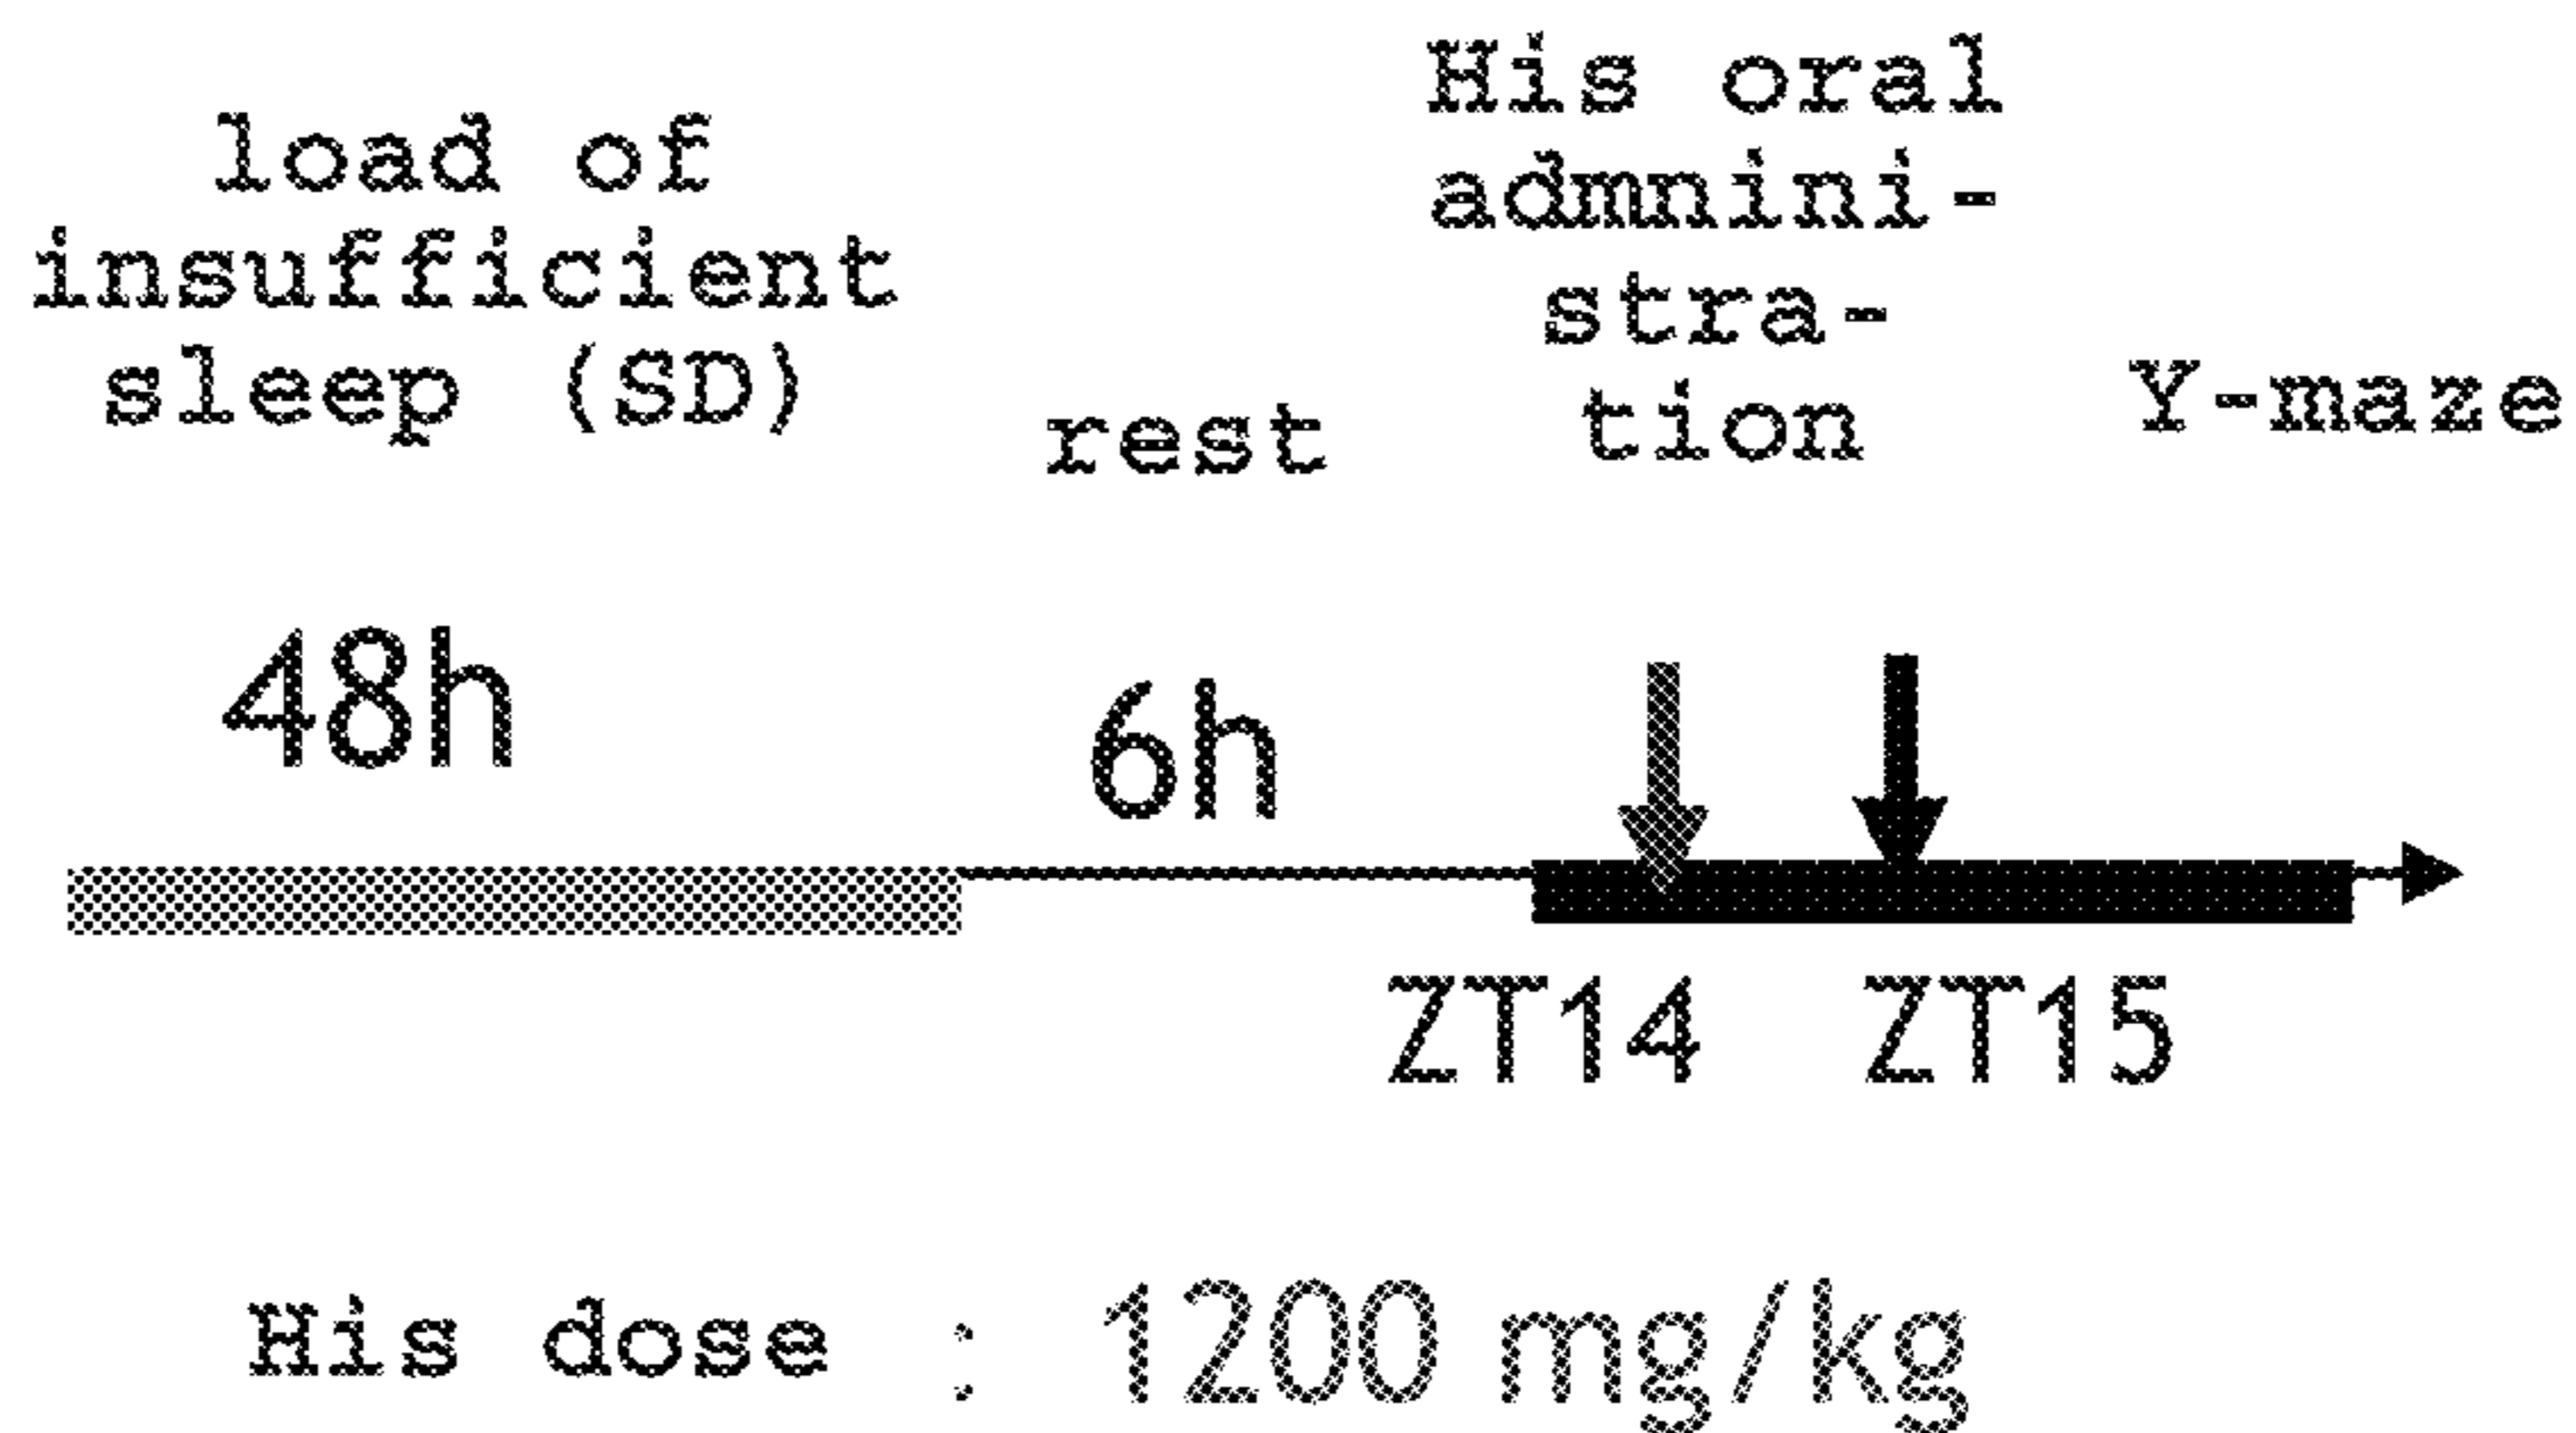 load of
insufficient
sleep (SD)
rest
His oral
admnini-
stra-
tion
Y-maze
48h
6h
ZT14
ZT15
His dose : 1200 mg/kg